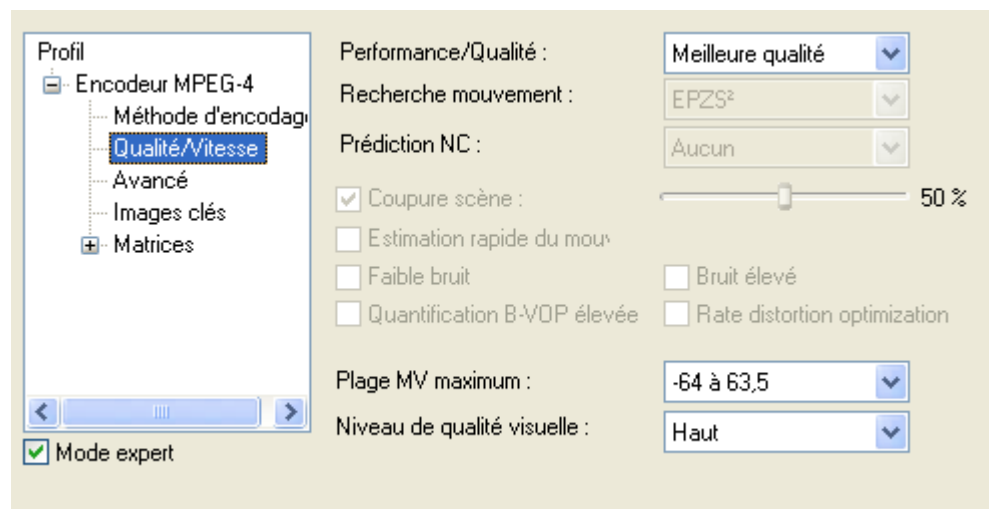 Profil
Encodeur MPEG-4
Méthode d'encodag
Qualité/Vitesse
Avancé
Images clés
Matrices
Mode expert
Performance/Qualité : Meilleure qualité
Recherche mouvement : EPZS²
Prédiction NC : Aucun
Coupure scène : 50 %
Estimation rapide du mou
Faible bruit Bruit élevé
Quantification B-VOP élevée Rate distortion optimization
Plage MV maximum : -64 à 63,5
Niveau de qualité visuelle : Haut